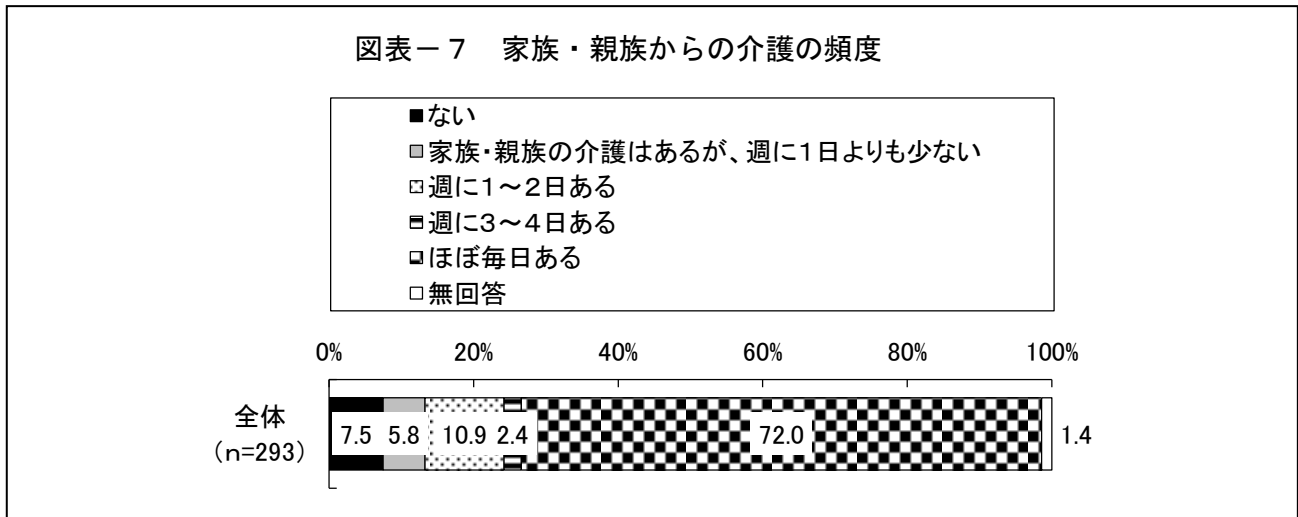 図表－７　家族・親族からの介護の頻度
■ない
家族・親族の介護はあるが、週に１日よりも少ない
週に１～２日ある
週に３～４日ある
ほぼ毎日ある
□無回答
0% 20% 40% 60% 80% 100%
全体
（n=293）
7.5 5.8 10.9 2.4 72.0 1.4